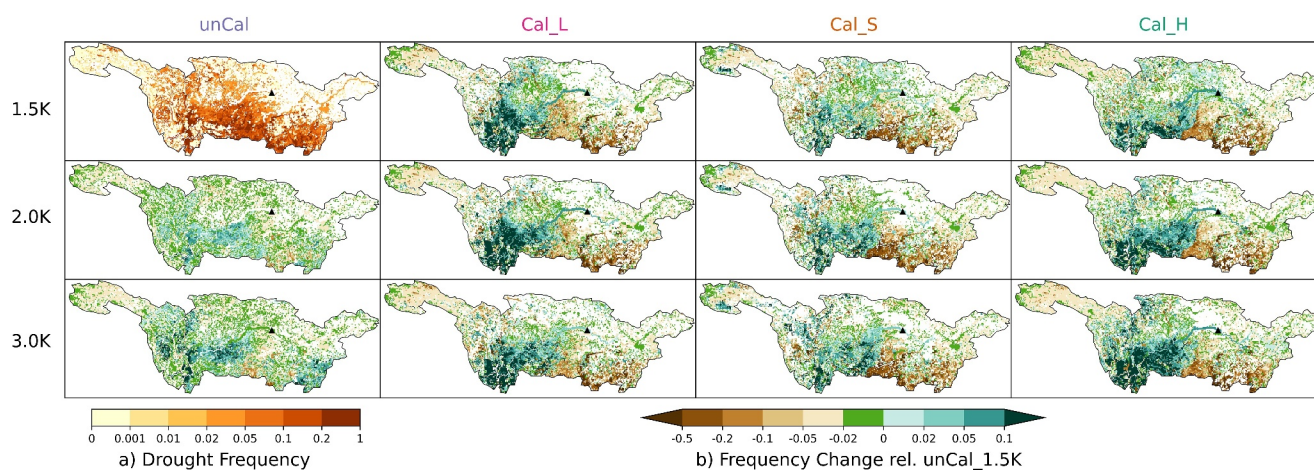 unCal Cal_L Cal_S Cal_H
1.5K
2.0K
3.0K
0 0.001 0.01 0.02 0.05 0.1 0.2 1
a) Drought Frequency
-0.5 -0.2 -0.1 -0.05 -0.02 0 0.02 0.05 0.1
b) Frequency Change rel. unCal_1.5K